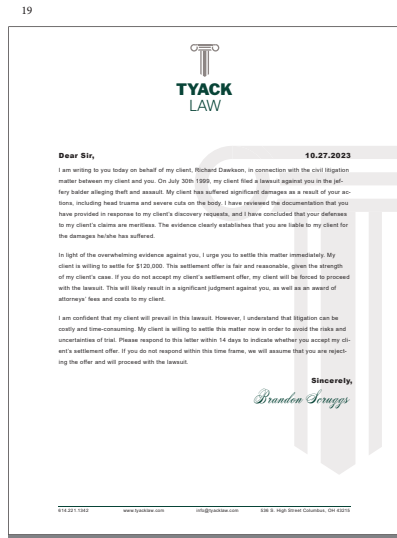 19
TYACK
LAW
Dear Sir, 10.27.2023
I am writing to you today on behalf of my client, Richard Dawkson, in connection with the civil litigation
matter between my client and you. On July 30th 1999, my client filed a lawsuit against you in the jef-
fery balder alleging theft and assault. My client has suffered significant damages as a result of your ac-
tions, including head truama and severe cuts on the body. I have reviewed the documentation that you
have provided in response to my client's discovery requests, and I have concluded that your defenses
to my client's claims are meritless. The evidence clearly establishes that you are liable to my client for
the damages he/she has suffered.
In light of the overwhelming evidence against you, I urge you to settle this matter immediately. My
client is willing to settle for $120,000. This settlement offer is fair and reasonable, given the strength
of my client's case. If you do not accept my client's settlement offer, my client will be forced to proceed
with the lawsuit. This will likely result in a significant judgment against you, as well as an award of
attorneys' fees and costs to my client.
I am confident that my client will prevail in this lawsuit. However, I understand that litigation can be
costly and time-consuming. My client is willing to settle this matter now in order to avoid the risks and
uncertainties of trial. Please respond to this letter within 14 days to indicate whether you accept my cli-
ent's settlement offer. If you do not respond within this time frame, we will assume that you are reject-
ing the offer and will proceed with the lawsuit.
Sincerely,
Brandon Scruggs
614.221.1342 www.tyacklaw.com info@tyacklaw.com 536 S. High Street Columbus, OH 43215